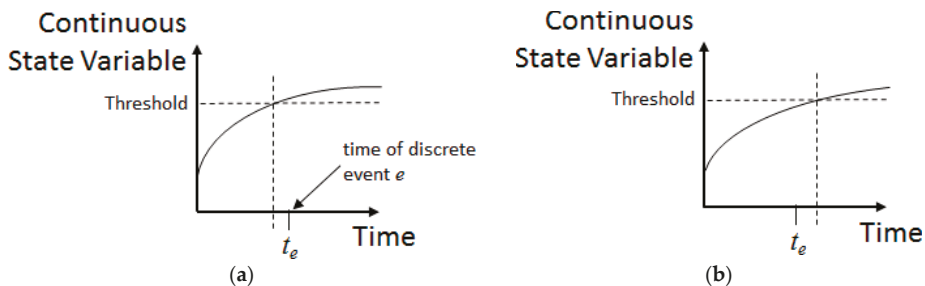 Continuous
State Variable
Threshold
time of discrete
event e
t_e
Time
(a)
Continuous
State Variable
Threshold
t_e
Time
(b)